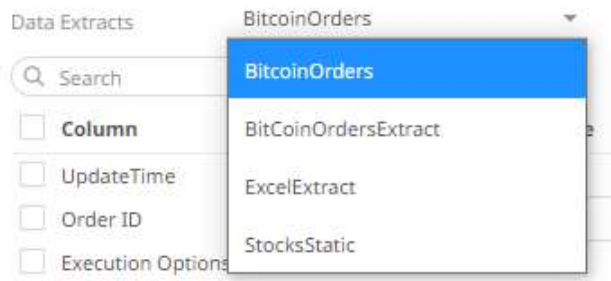 Data Extracts
BitcoinOrders
Search
BitcoinOrders
Column
BitCoinOrdersExtract
UpdateTime
ExcelExtract
Order ID
StocksStatic
Execution Options